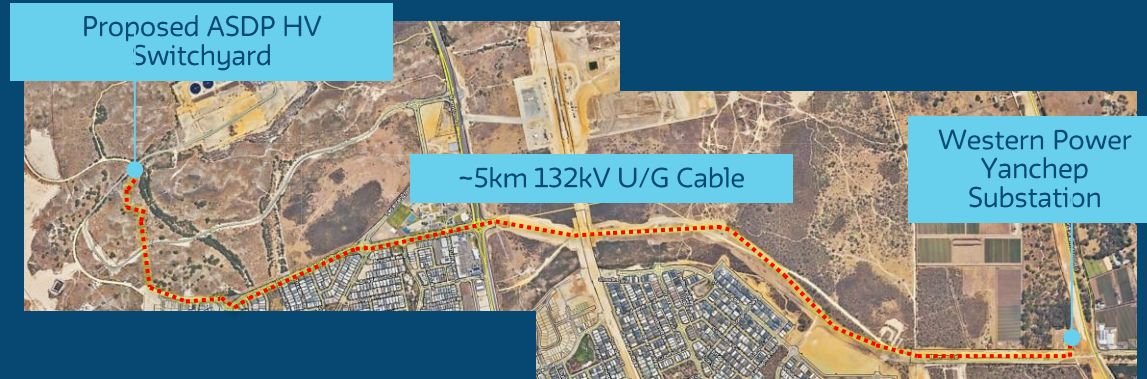 Proposed ASDP HV
Switchyard
~5km 132kV U/G Cable
Western Power
Yanchep
Substation